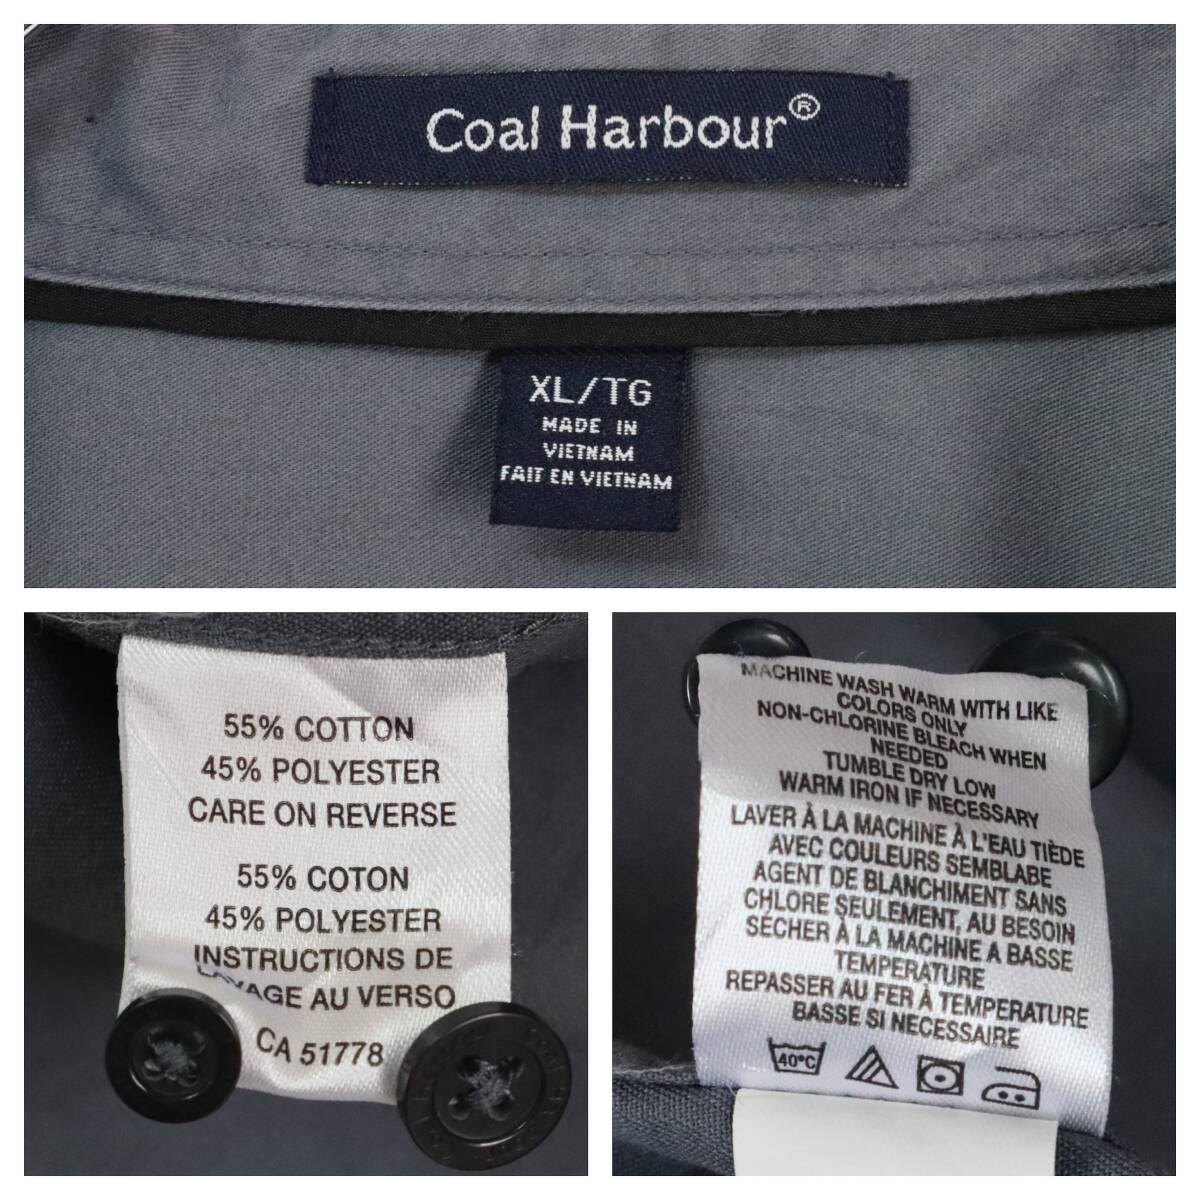 Coal Harbour®
XL/TG
MADE IN
VIETNAM
FAIT EN VIETNAM
55% COTTON
45% POLYESTER
CARE ON REVERSE
55% COTON
45% POLYESTER
INSTRUCTIONS DE
LAVAGE AU VERSO
CA 51778
MACHINE WASH WARM WITH LIKE
COLORS ONLY
NON-CHLORINE BLEACH WHEN
NEEDED
TUMBLE DRY LOW
WARM IRON IF NECESSARY
LAVER À LA MACHINE À L'EAU TIÈDE
AVEC COULEURS SEMBLABE
AGENT DE BLANCHIMENT SANS
CHLORE SEULEMENT, AU BESOIN
SÉCHER À LA MACHINE A BASSE
TEMPERATURE
REPASSER AU FER À TEMPERATURE
BASSE SI NECESSAIRE
40°C